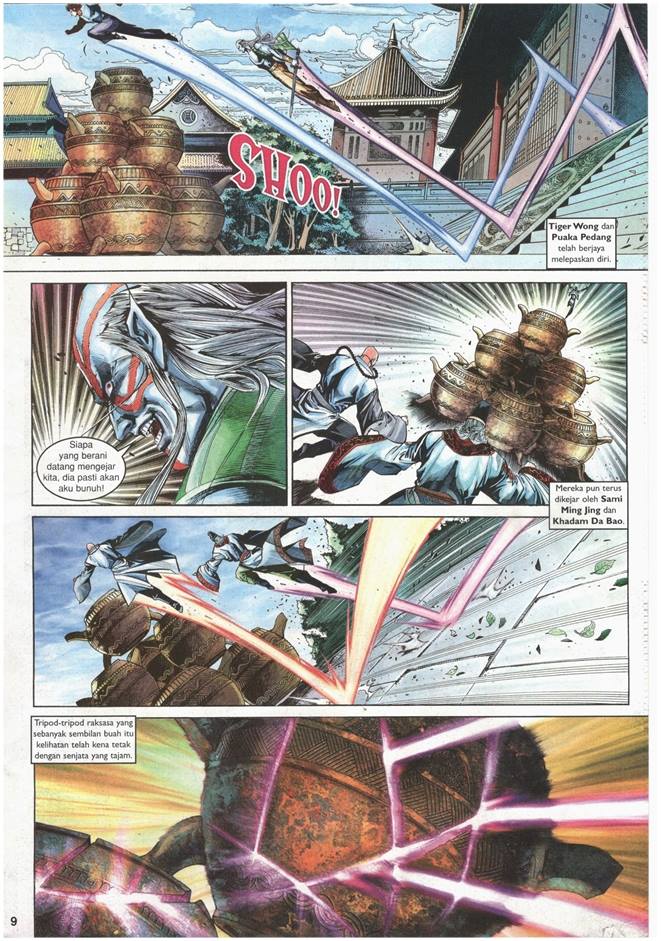 SHOO!
Tiger Wong dan
Puaka Pedang
telah berjaya
melepaskan diri.
Siapa
yang berani
datang mengejar
kita, dia pasti akan
aku bunuh!
Mereka pun terus
dikejar oleh Sami
Ming Jing dan
Khadam Da Bao.
Tripod-tripod raksasa yang
sebanyak sembilan buah itu
kelihatan telah kena tetak
dengan senjata yang tajam.
9